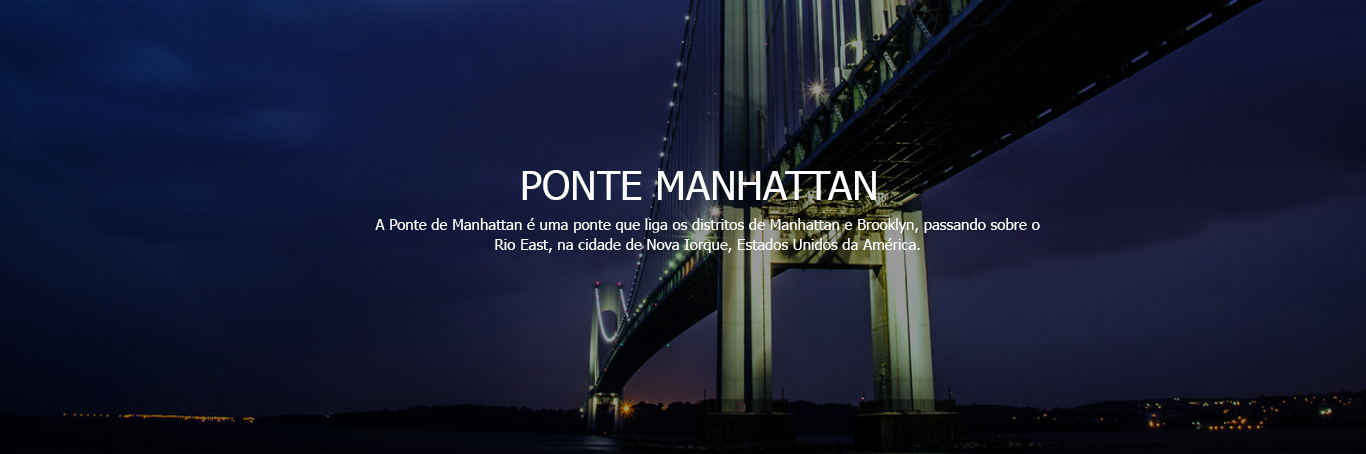 PONTE MANHATTAN
A Ponte de Manhattan é uma ponte que liga os distritos de Manhattan e Brooklyn, passando sobre o
Rio East, na cidade de Nova Iorque, Estados Unidos da América.